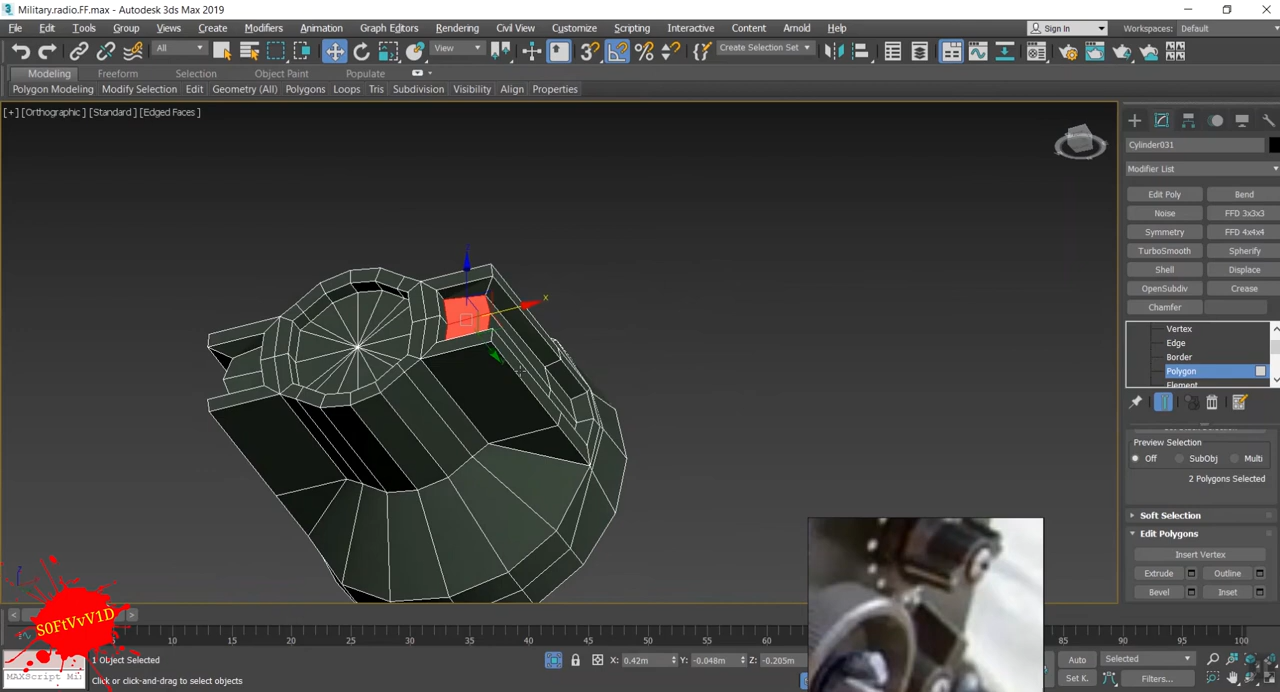 Military.radio.FF.max - Autodesk 3ds Max 2019
File Edit Tools Group Views Create Modifiers Animation Graph Editors Rendering Civil View Customize Scripting Interactive Content Arnold Help Sign In Workspaces: Default
All View Create Selection Set
Modeling Freeform Selection Object Paint Populate
Polygon Modeling Modify Selection Edit Geometry (All) Polygons Loops Tris Subdivision Visibility Align Properties
[+] [Orthographic ] [Standard ] [Edged Faces ]
Cylinder031
Modifier List
Edit Poly Bend
Noise FFD 3x3x3
Symmetry FFD 4x4x4
TurboSmooth Spherify
Shell Displace
OpenSubdiv Crease
Chamfer
Vertex
Edge
Border
Polygon
Element
Preview Selection
Off SubObj Multi
2 Polygons Selected
Soft Selection
Edit Polygons
Insert Vertex
Extrude Outline
Bevel Inset
x
S0FtVvV1D
10 15 20 25 30 35 40 45 50 55 60 65 85 90 95 100
1 Object Selected X: 0.42m Y: -0.048m Z: -0.205m Auto Selected
MAXScript Mi Click or click-and-drag to select objects Set K. Filters...